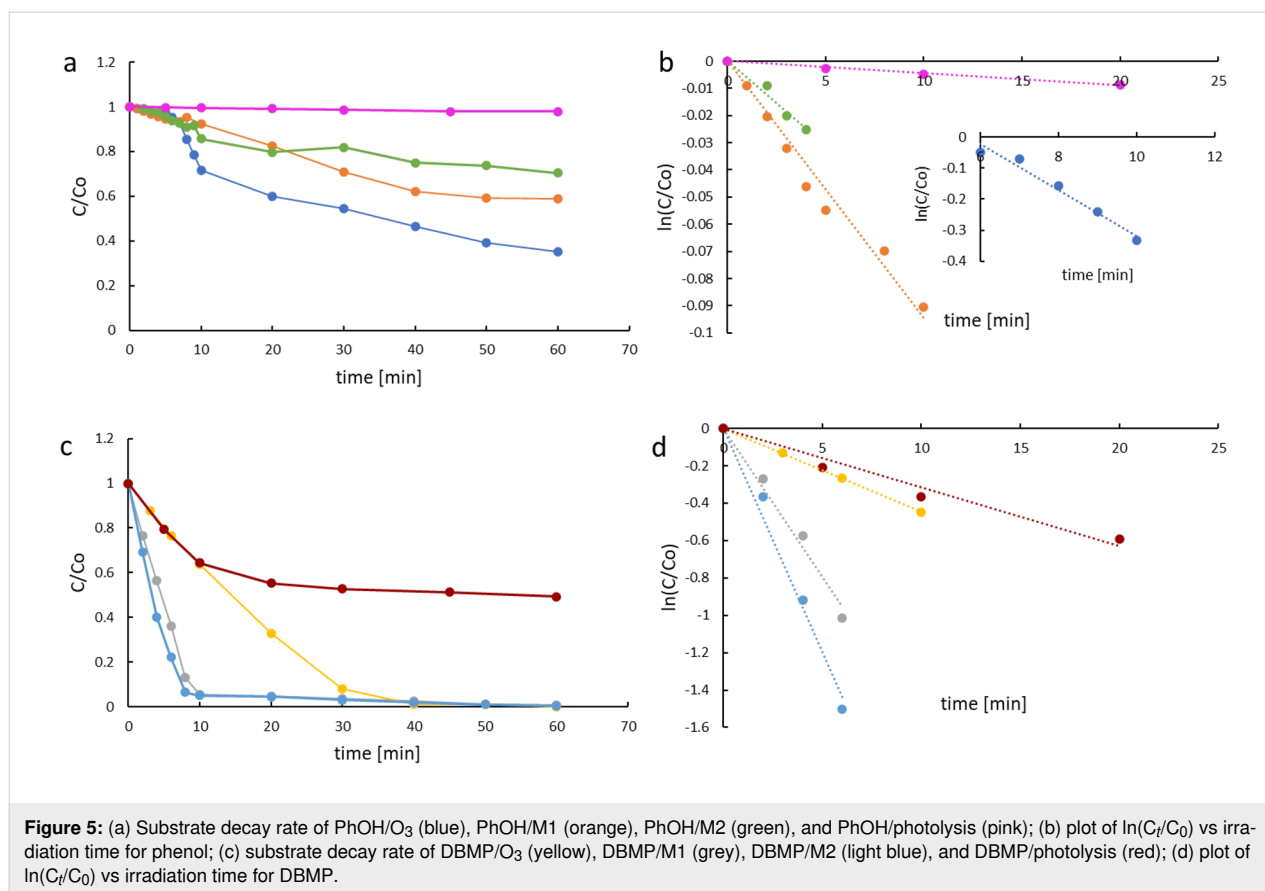 a
1.2
1
0.8
0.6
0.4
0.2
0
C/Co
0 10 20 30 40 50 60 70
time [min]
b
0
-0.01
-0.02
-0.03
-0.04
-0.05
-0.06
-0.07
-0.08
-0.09
-0.1
ln(C/Co)
0 5 10 15 20 25
time [min]
0
-0.1
-0.2
-0.3
-0.4
ln(C/Co)
6 8 10 12
time [min]
c
1.2
1
0.8
0.6
0.4
0.2
0
C/Co
0 10 20 30 40 50 60 70
time [min]
d
0
-0.2
-0.4
-0.6
-0.8
-1
-1.2
-1.4
-1.6
ln(C/Co)
0 5 10 15 20 25
time [min]
Figure 5: (a) Substrate decay rate of PhOH/O₃ (blue), PhOH/M1 (orange), PhOH/M2 (green), and PhOH/photolysis (pink); (b) plot of ln(Cₜ/C₀) vs irra-
diation time for phenol; (c) substrate decay rate of DBMP/O₃ (yellow), DBMP/M1 (grey), DBMP/M2 (light blue), and DBMP/photolysis (red); (d) plot of
ln(Cₜ/C₀) vs irradiation time for DBMP.